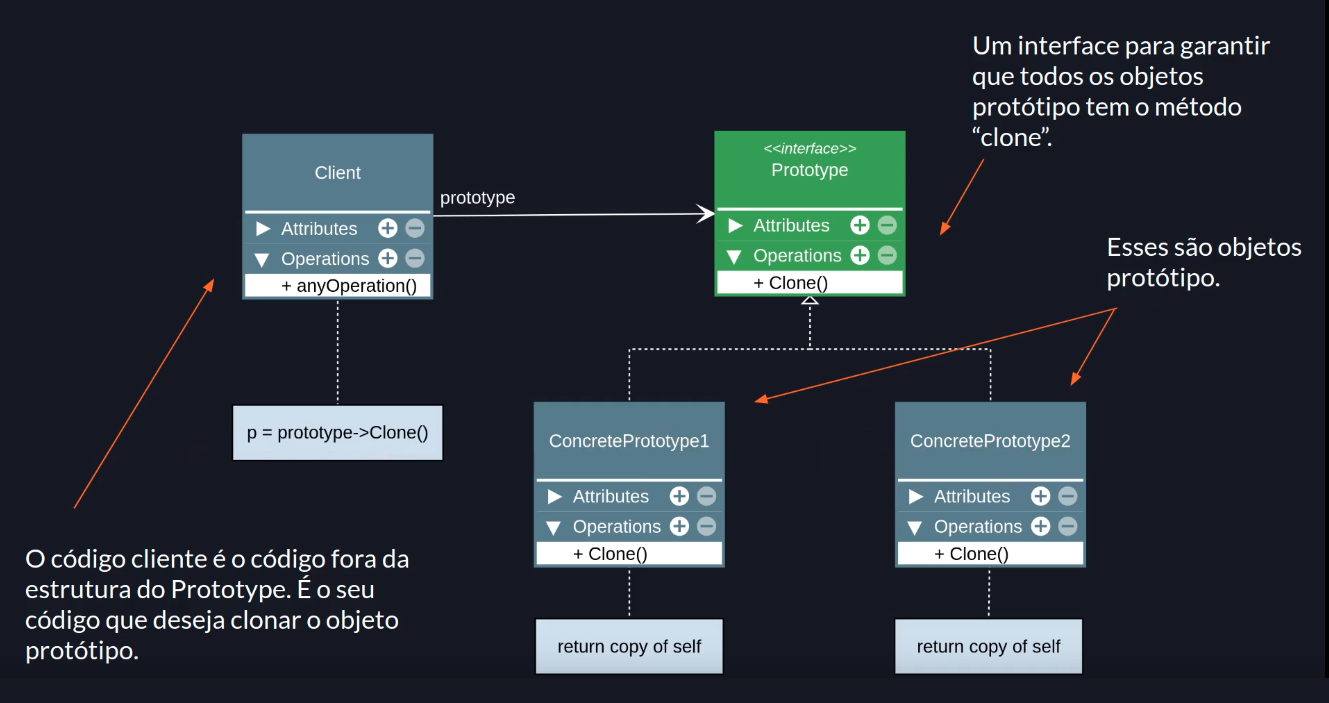 Um interface para garantir
que todos os objetos
protótipo tem o método
“clone”.
Client
Attributes
Operations
+ anyOperation()
prototype
<<interface>>
Prototype
Attributes
Operations
+ Clone()
Esses são objetos
protótipo.
p = prototype->Clone()
ConcretePrototype1
Attributes
Operations
+ Clone()
ConcretePrototype2
Attributes
Operations
+ Clone()
O código cliente é o código fora da
estrutura do Prototype. É o seu
código que deseja clonar o objeto
protótipo.
return copy of self
return copy of self